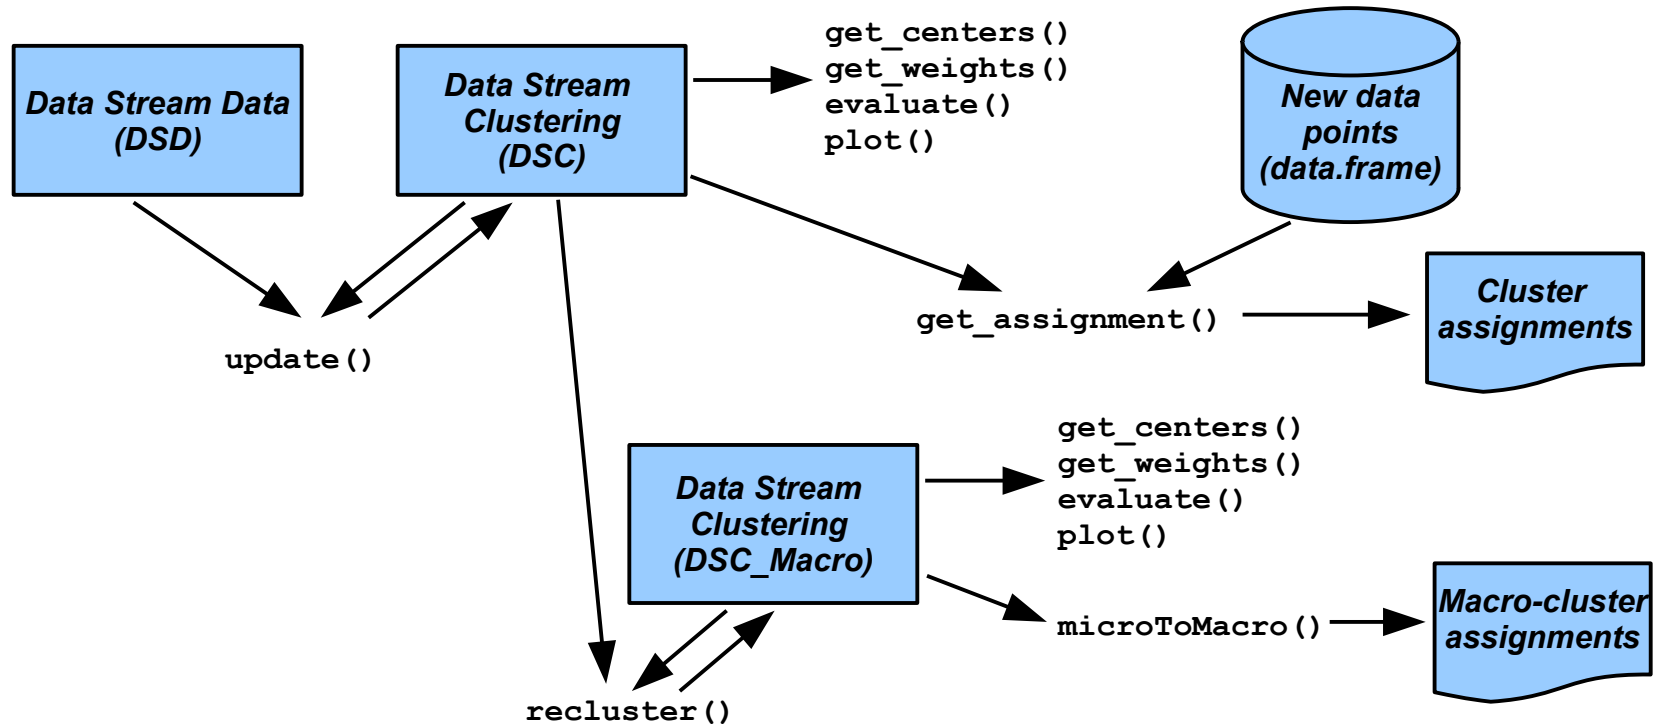 Data Stream Data
(DSD)
Data Stream
Clustering
(DSC)
get_centers()
get_weights()
evaluate()
plot()
New data
points
(data.frame)
update()
get_assignment()
Cluster
assignments
Data Stream
Clustering
(DSC_Macro)
get_centers()
get_weights()
evaluate()
plot()
microToMacro()
Macro-cluster
assignments
recluster()